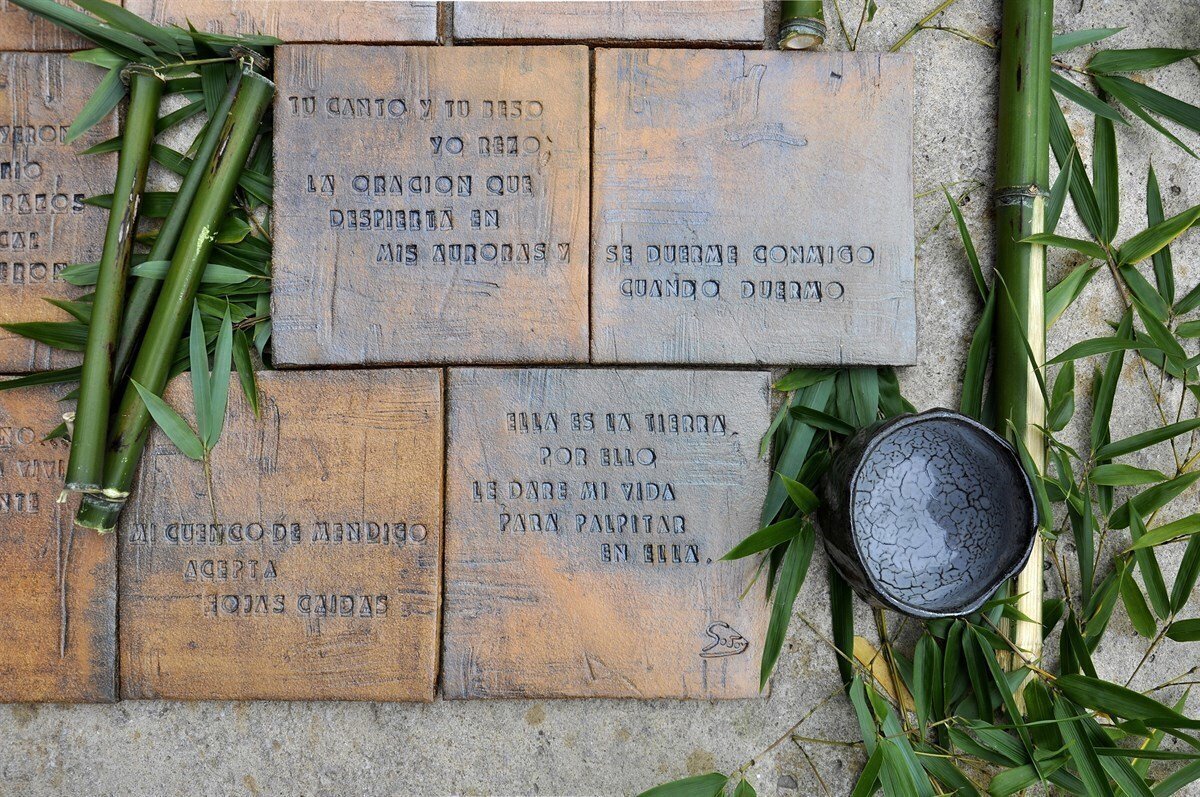 TU CANTO Y TU BESO
YO REZO;
LA ORACION QUE
DESPIERTA EN
MIS AURORAS Y
SE DUERME CONMIGO
CUANDO DUERMO
MI CUENCO DE MENDIGO
ACEPTA
HOJAS CAIDAS.
ELLA ES LA TIERRA.
POR ELLO,
LE DARE MI VIDA
PARA PALPITAR
EN ELLA.